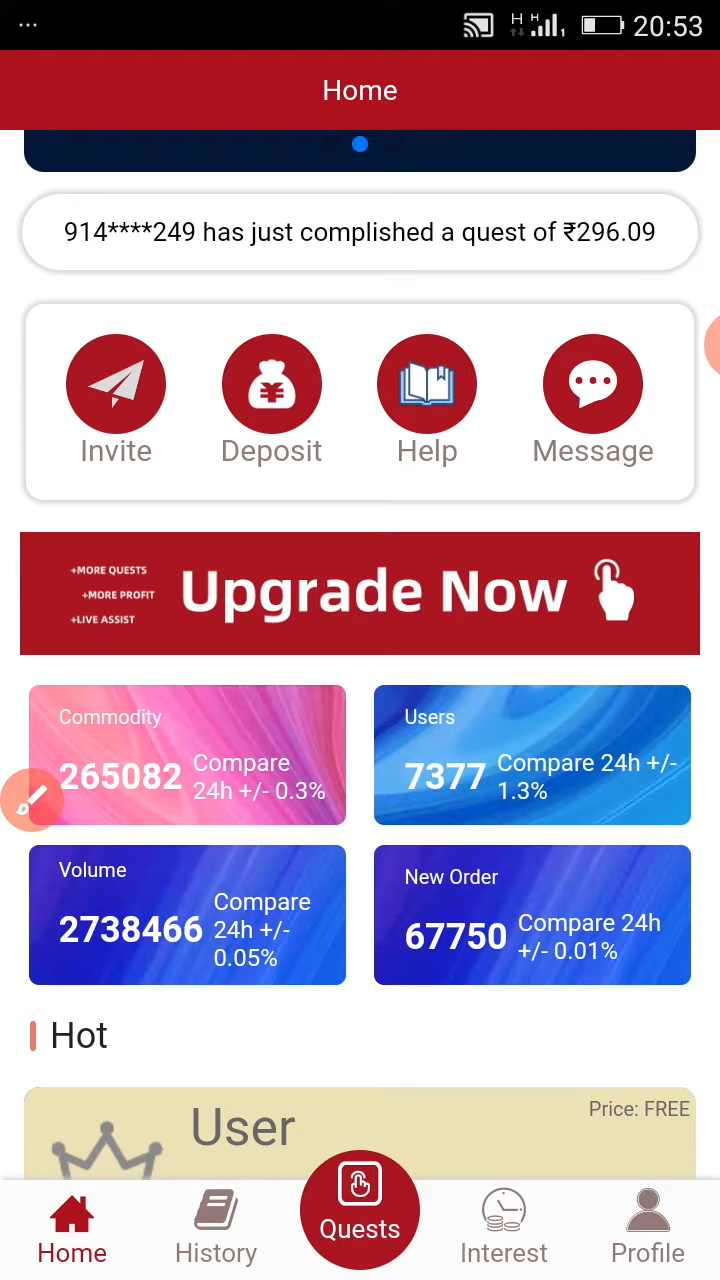 ...
H H 1 20:53
Home
914****249 has just complished a quest of ₹296.09
Invite
Deposit
Help
Message
+MORE QUESTS
+MORE PROFIT
+LIVE ASSIST
Upgrade Now
Commodity
265082 Compare
24h +/- 0.3%
Users
7377 Compare 24h +/-
1.3%
Volume
2738466 Compare
24h +/-
0.05%
New Order
67750 Compare 24h
+/- 0.01%
Hot
User
Price: FREE
Home
History
Quests
Interest
Profile